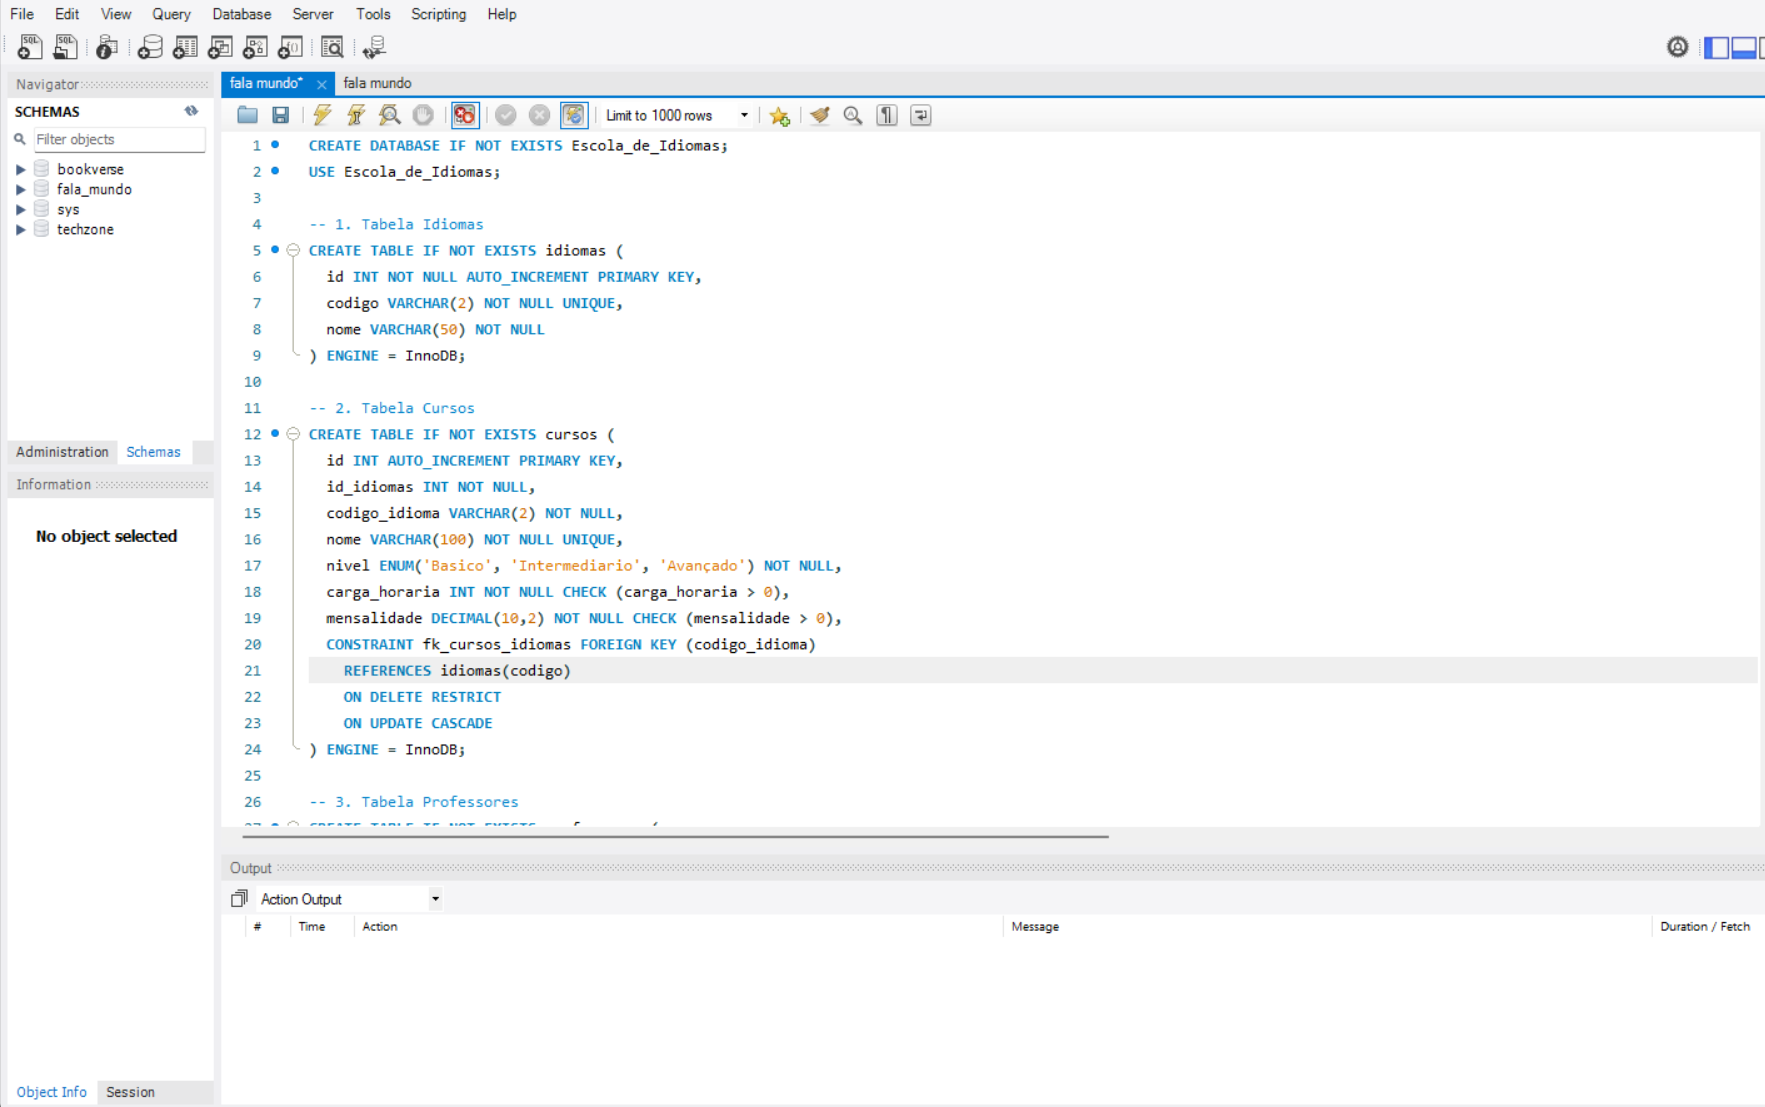 File Edit View Query Database Server Tools Scripting Help
Navigator
SCHEMAS
Filter objects
bookverse
fala_mundo
sys
techzone
Administration Schemas
Information
No object selected
Object Info Session
fala mundo* fala mundo
Limit to 1000 rows
1 CREATE DATABASE IF NOT EXISTS Escola_de_Idiomas;
2 USE Escola_de_Idiomas;
3
4 -- 1. Tabela Idiomas
5 CREATE TABLE IF NOT EXISTS idiomas (
6 id INT NOT NULL AUTO_INCREMENT PRIMARY KEY,
7 codigo VARCHAR(2) NOT NULL UNIQUE,
8 nome VARCHAR(50) NOT NULL
9 ) ENGINE = InnoDB;
10
11 -- 2. Tabela Cursos
12 CREATE TABLE IF NOT EXISTS cursos (
13 id INT AUTO_INCREMENT PRIMARY KEY,
14 id_idiomas INT NOT NULL,
15 codigo_idioma VARCHAR(2) NOT NULL,
16 nome VARCHAR(100) NOT NULL UNIQUE,
17 nivel ENUM('Basico', 'Intermediario', 'Avançado') NOT NULL,
18 carga_horaria INT NOT NULL CHECK (carga_horaria > 0),
19 mensalidade DECIMAL(10,2) NOT NULL CHECK (mensalidade > 0),
20 CONSTRAINT fk_cursos_idiomas FOREIGN KEY (codigo_idioma)
21 REFERENCES idiomas(codigo)
22 ON DELETE RESTRICT
23 ON UPDATE CASCADE
24 ) ENGINE = InnoDB;
25
26 -- 3. Tabela Professores
27 CREATE TABLE IF NOT EXISTS
Output
Action Output
# Time Action Message Duration / Fetch